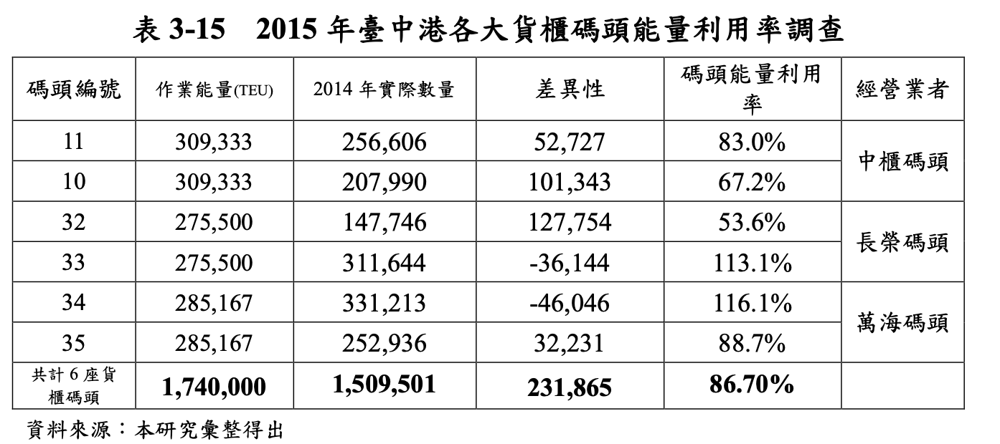 表 3-15 2015 年臺中港各大貨櫃碼頭能量利用率調查
碼頭編號 作業能量(TEU) 2014 年實際數量 差異性 碼頭能量利用率 經營業者
11 309,333 256,606 52,727 83.0% 中櫃碼頭
10 309,333 207,990 101,343 67.2%
32 275,500 147,746 127,754 53.6% 長榮碼頭
33 275,500 311,644 -36,144 113.1%
34 285,167 331,213 -46,046 116.1% 萬海碼頭
35 285,167 252,936 32,231 88.7%
共計 6 座貨櫃碼頭 1,740,000 1,509,501 231,865 86.70%
資料來源：本研究彙整得出